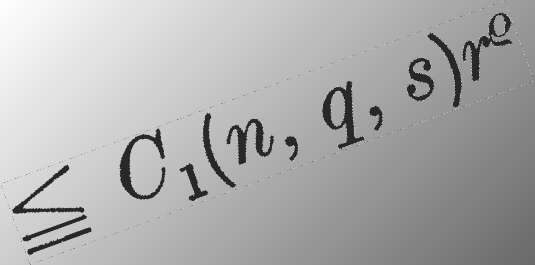 ≦ C₁(n, q, s)r^ϱ